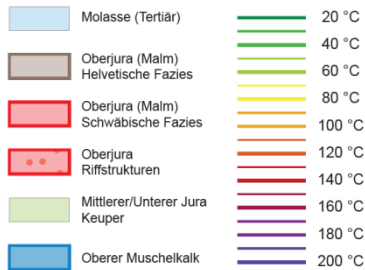 Molasse (Tertiär)
Oberjura (Malm)
Helvetische Fazies
Oberjura (Malm)
Schwäbische Fazies
Oberjura
Riffstrukturen
Mittlerer/Unterer Jura
Keuper
Oberer Muschelkalk
20 °C
40 °C
60 °C
80 °C
100 °C
120 °C
140 °C
160 °C
180 °C
200 °C